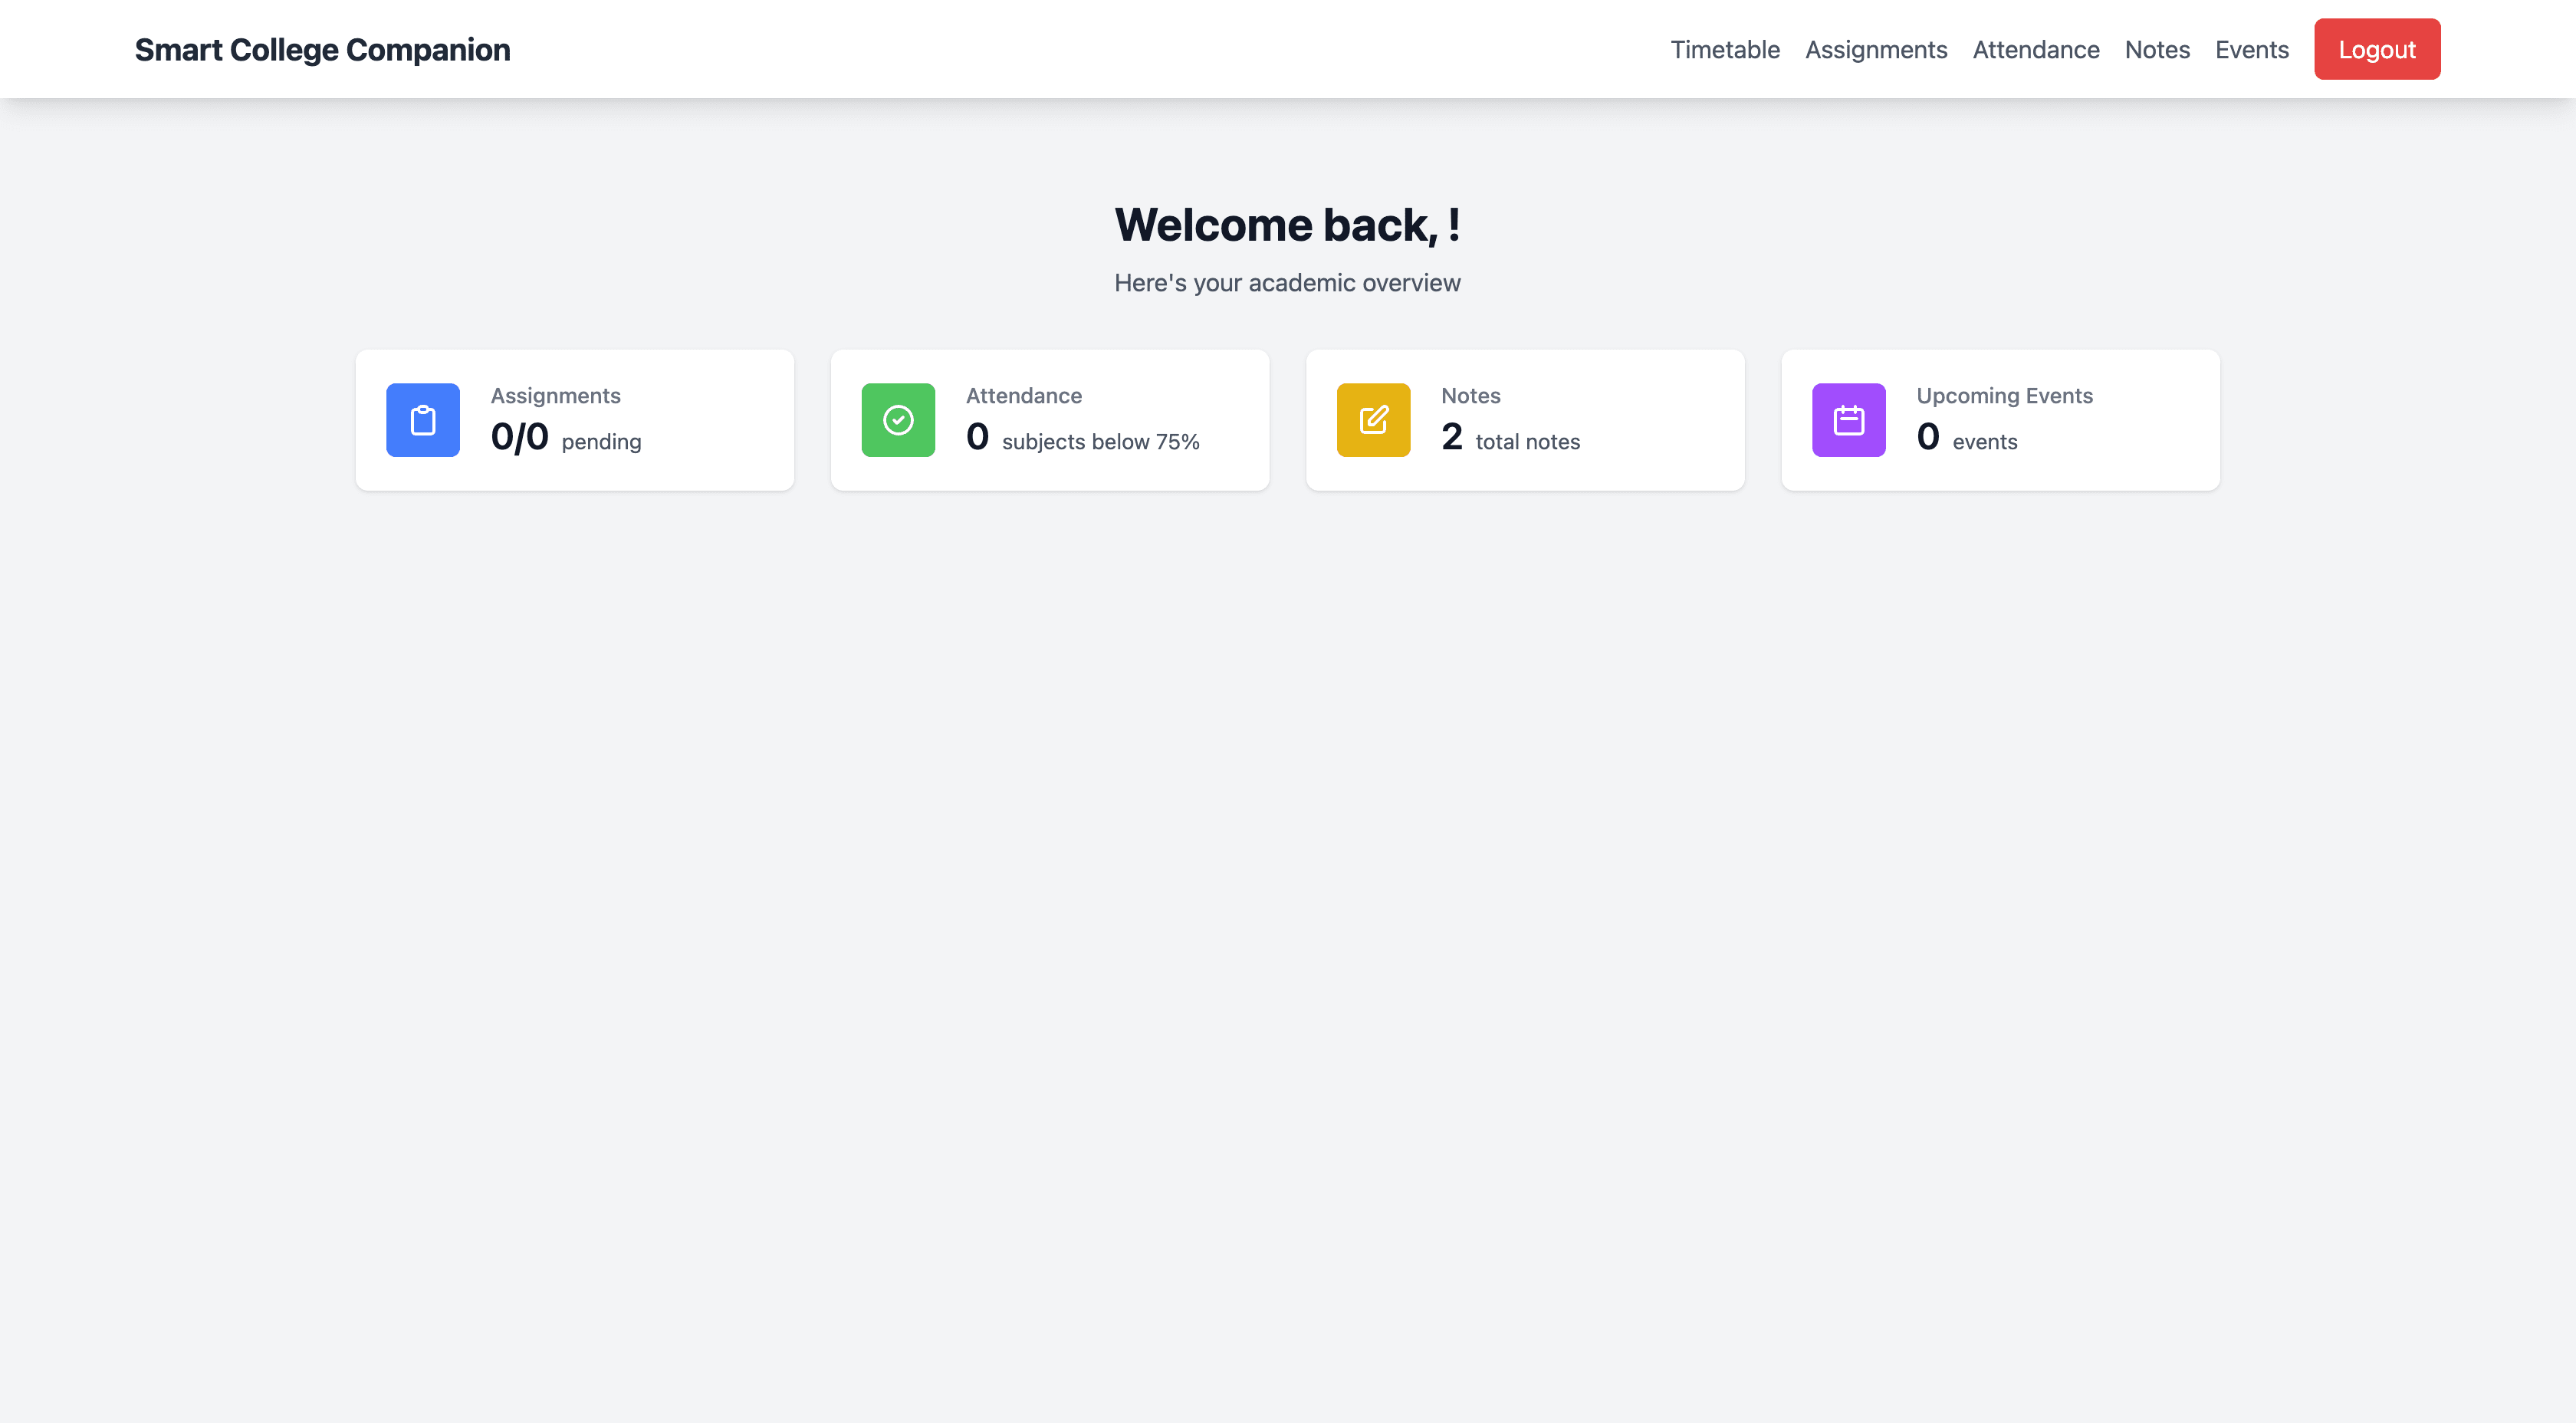 Smart College Companion
Timetable Assignments Attendance Notes Events Logout
Welcome back, !
Here's your academic overview
Assignments
0/0 pending
Attendance
0 subjects below 75%
Notes
2 total notes
Upcoming Events
0 events